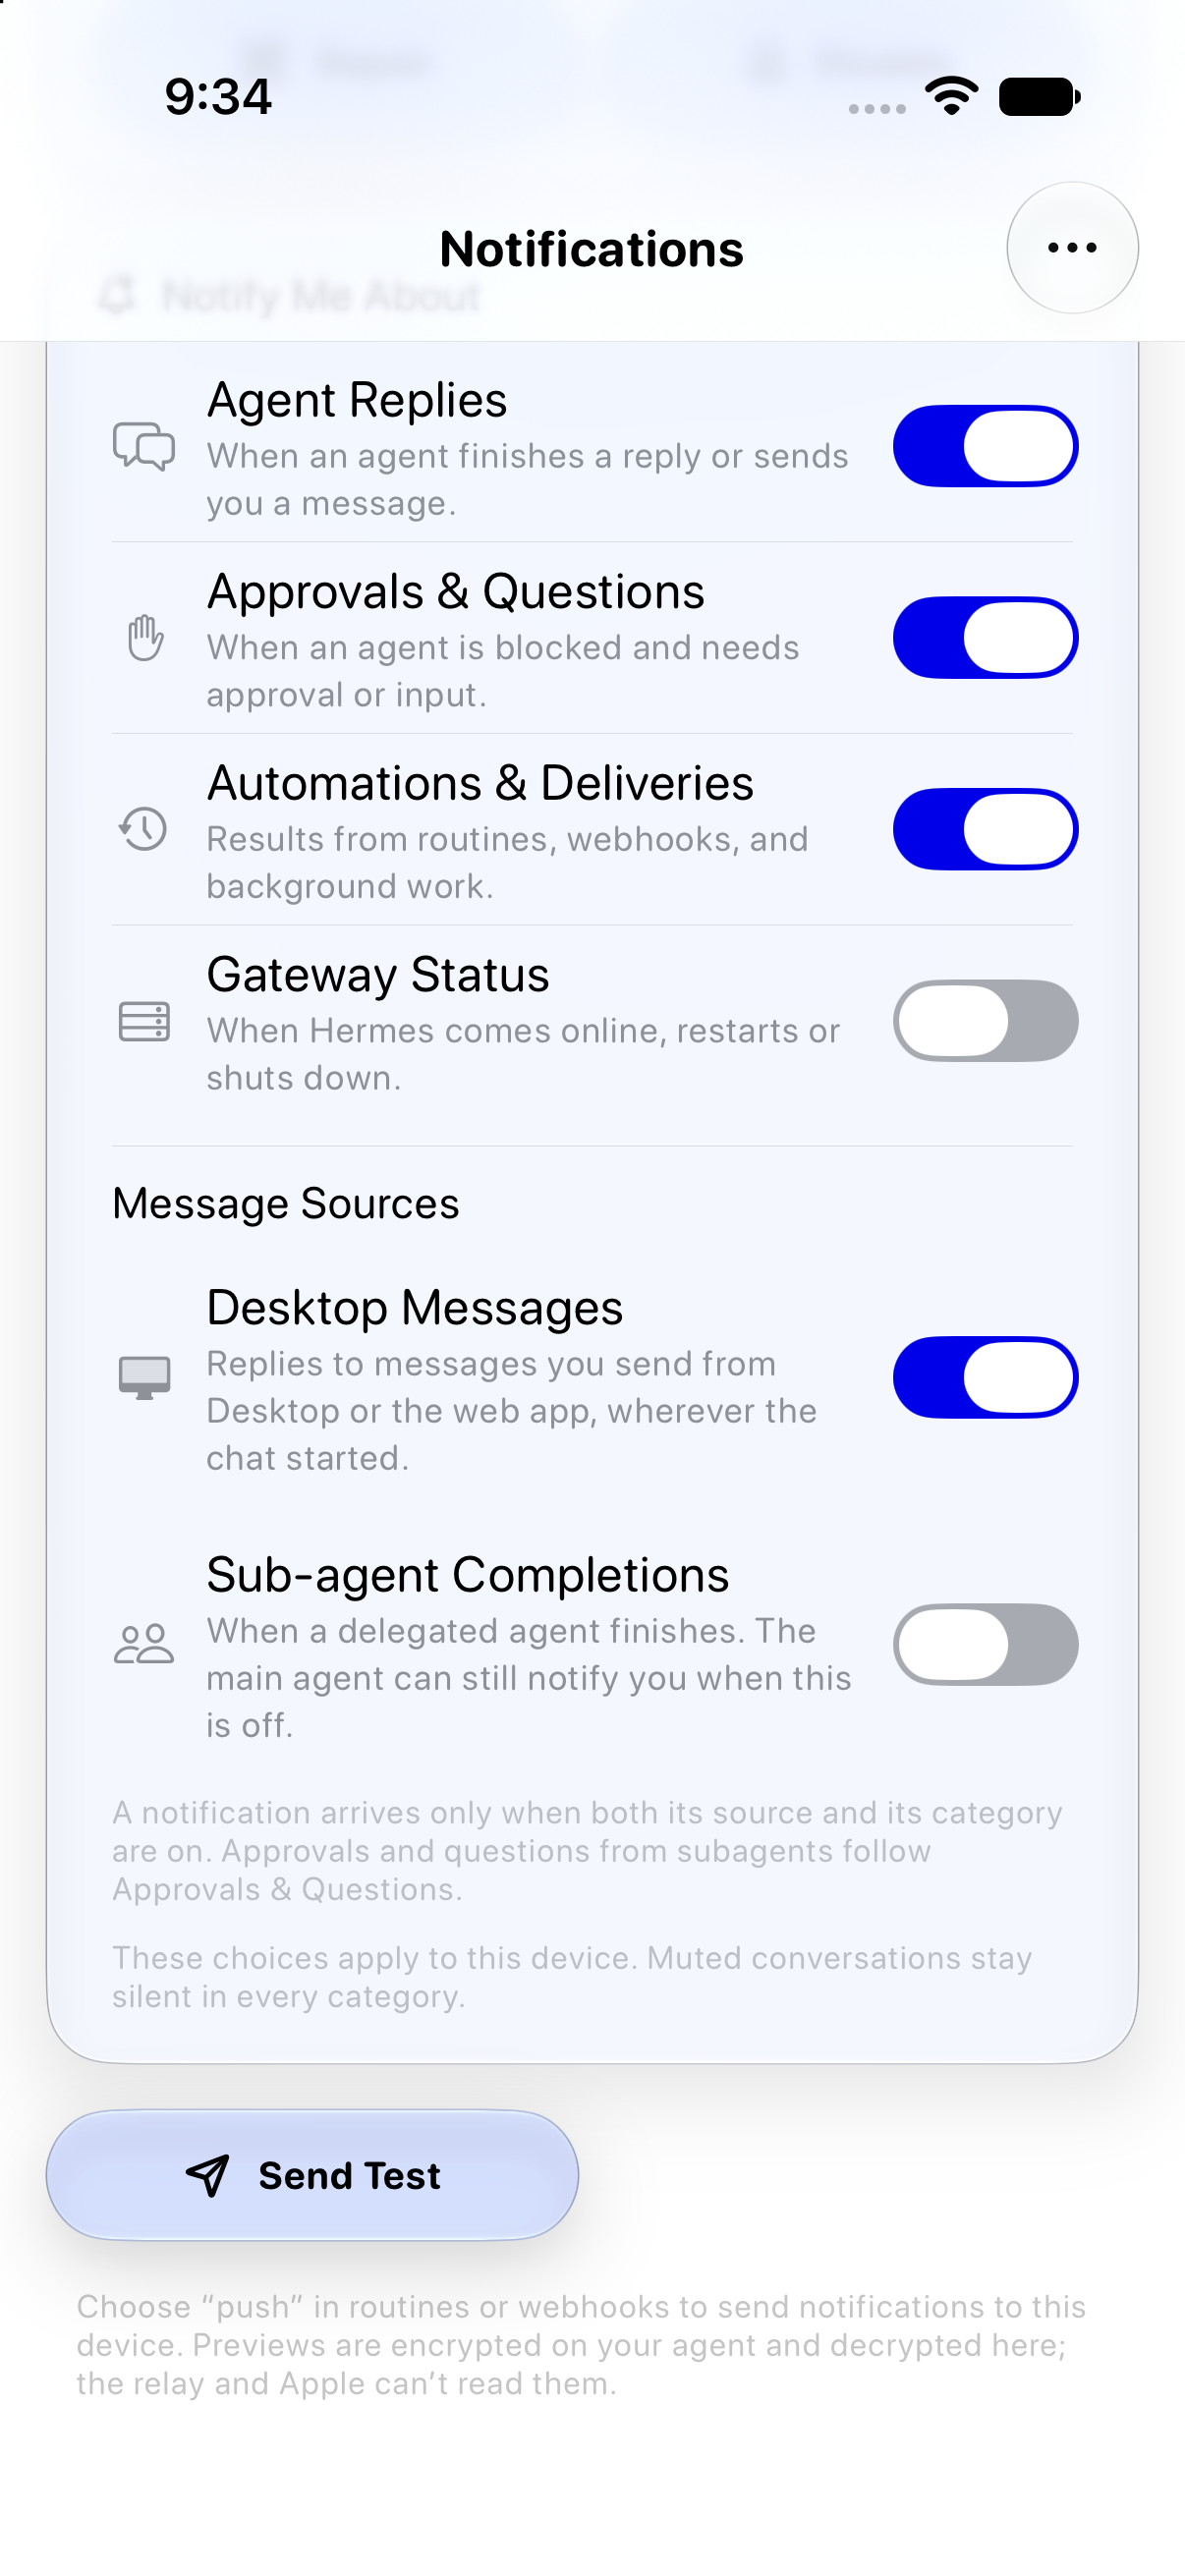 9:34
Notifications
Notify Me About
Agent Replies
When an agent finishes a reply or sends
you a message.
Approvals & Questions
When an agent is blocked and needs
approval or input.
Automations & Deliveries
Results from routines, webhooks, and
background work.
Gateway Status
When Hermes comes online, restarts or
shuts down.
Message Sources
Desktop Messages
Replies to messages you send from
Desktop or the web app, wherever the
chat started.
Sub-agent Completions
When a delegated agent finishes. The
main agent can still notify you when this
is off.
A notification arrives only when both its source and its category
are on. Approvals and questions from subagents follow
Approvals & Questions.
These choices apply to this device. Muted conversations stay
silent in every category.
Send Test
Choose “push” in routines or webhooks to send notifications to this
device. Previews are encrypted on your agent and decrypted here;
the relay and Apple can’t read them.